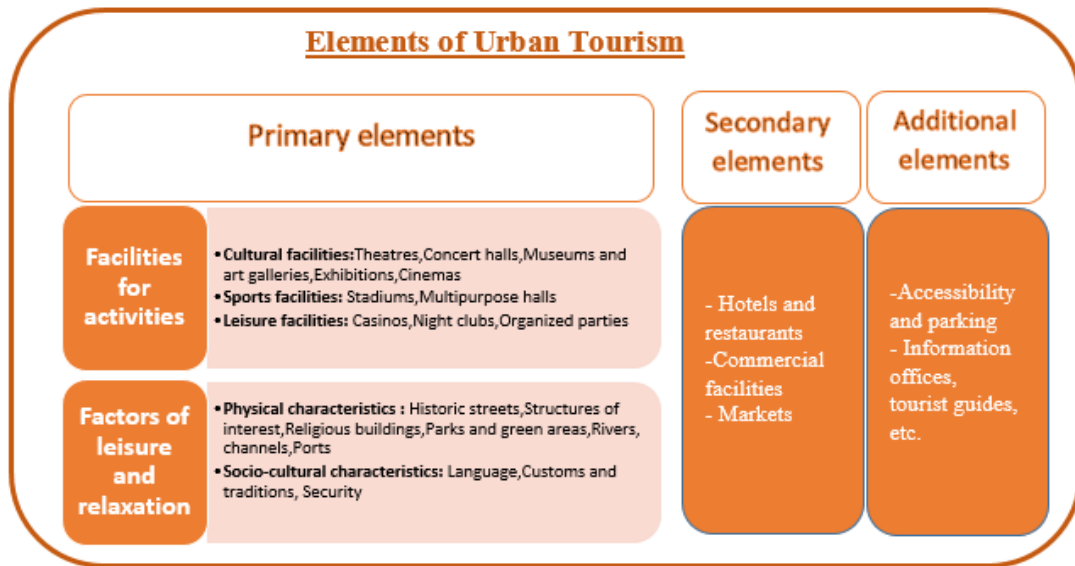 Elements of Urban Tourism
Primary elements
Secondary
elements
Additional
elements
Facilities
for
activities
•Cultural facilities:Theatres,Concert halls,Museums and
art galleries,Exhibitions,Cinemas
•Sports facilities: Stadiums,Multipurpose halls
•Leisure facilities: Casinos,Night clubs,Organized parties
Factors of
leisure
and
relaxation
•Physical characteristics : Historic streets,Structures of
interest,Religious buildings,Parks and green areas,Rivers,
channels,Ports
•Socio-cultural characteristics: Language,Customs and
traditions, Security
- Hotels and
restaurants
-Commercial
facilities
- Markets
-Accessibility
and parking
- Information
offices,
tourist guides,
etc.